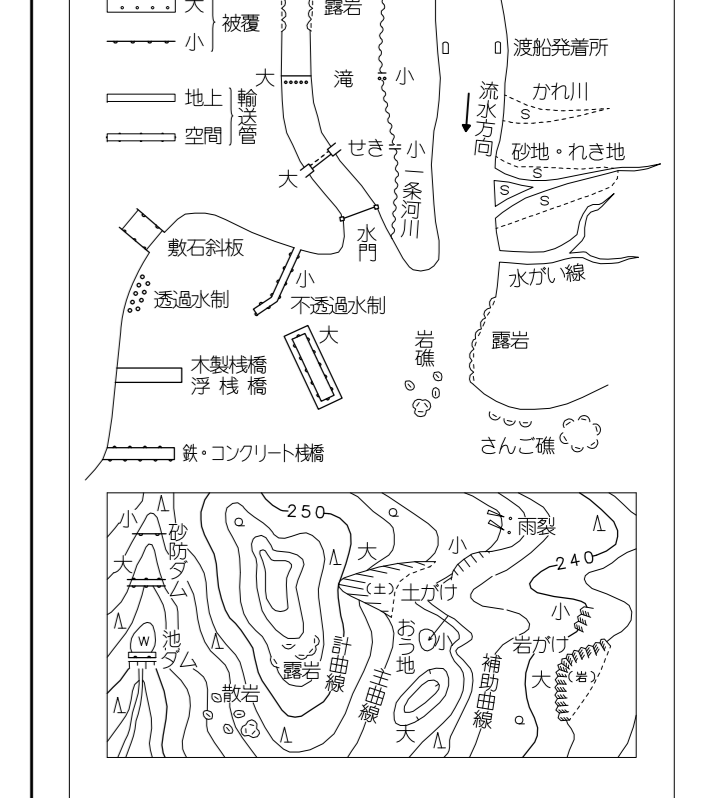 大
被覆
小
露岩
渡船発着所
大
滝
小
流水方向
かれ川
S
地上
輸送管
空間
せき
小
大
一条河川
砂地・れき地
S
S
S
水門
敷石斜板
小
不透過水制
大
透過水制
水がい線
岩礁
露岩
木製桟橋
浮桟橋
さんご礁
鉄・コンクリート桟橋
250
小
砂防ダム
大
大
小
雨裂
240
(土)
土がけ
W
池
ダム
おう地
小
小
岩がけ
大
(岩)
露岩
計曲線
主曲線
補助曲線
散岩
大